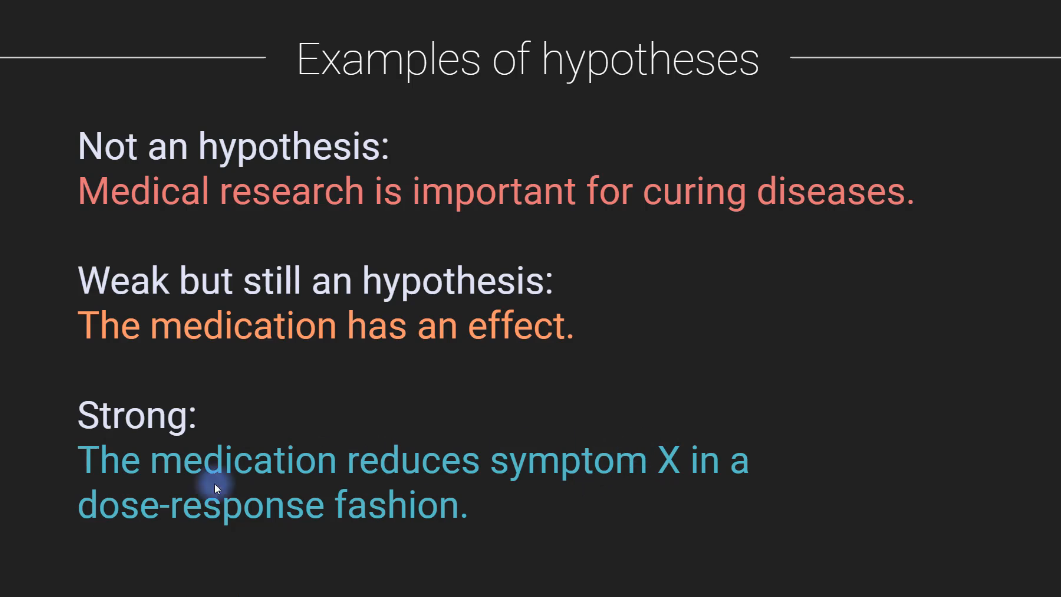 Examples of hypotheses
Not an hypothesis:
Medical research is important for curing diseases.
Weak but still an hypothesis:
The medication has an effect.
Strong:
The medication reduces symptom X in a
dose-response fashion.